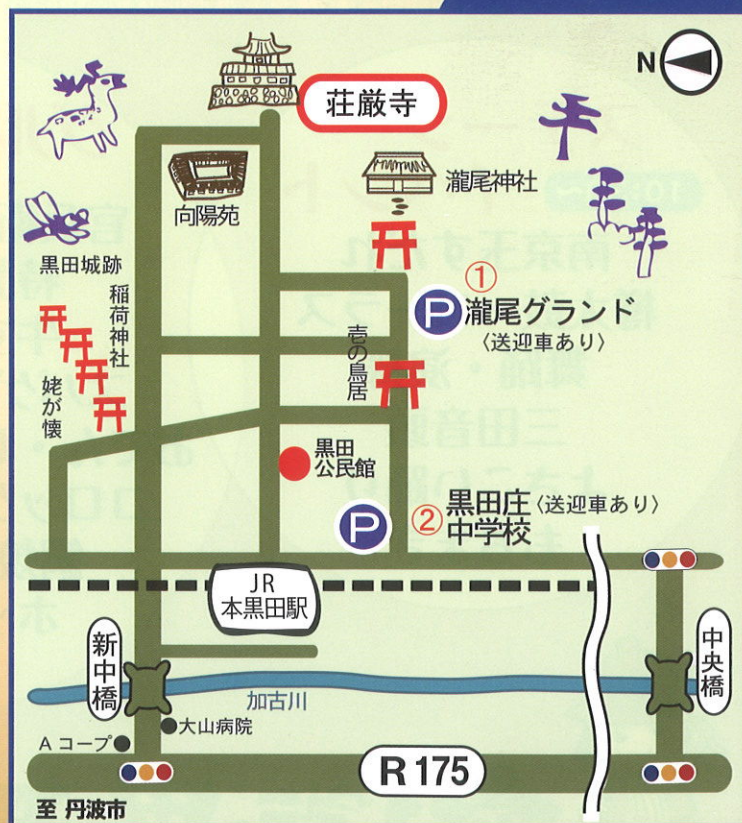 N
荘厳寺
向陽苑
瀧尾神社
黒田城跡
稲荷神社
姥が懐
①
P 瀧尾グランド
〈送迎車あり〉
壱の鳥居
黒田
公民館
P
② 黒田庄〈送迎車あり〉
中学校
JR
本黒田駅
新中橋
中央橋
加古川
大山病院
Aコープ
R175
至 丹波市